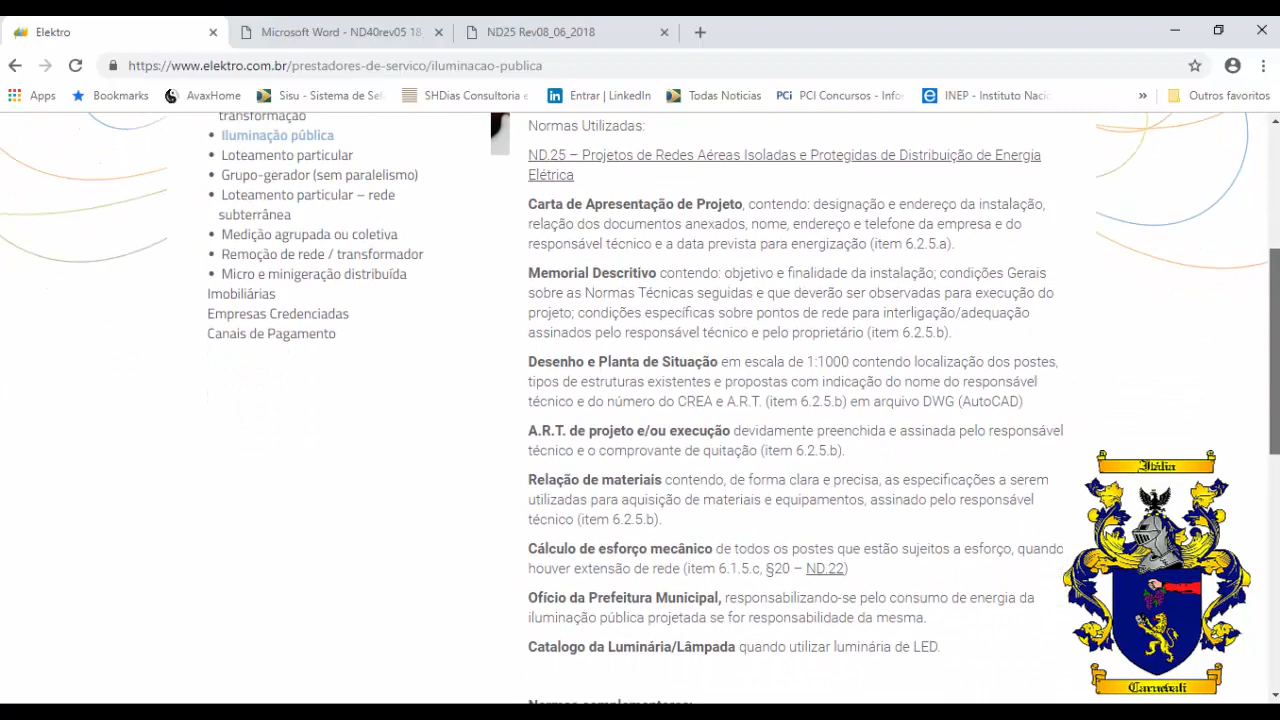 Elektro
Microsoft Word - ND40rev05 18
ND25 Rev08_06_2018
https://www.elektro.com.br/prestadores-de-servico/iluminacao-publica
Apps
Bookmarks
AvaxHome
Sisu - Sistema de Sel
SHDias Consultoria e
Entrar | LinkedIn
Todas Noticias
PCI Concursos - Info
INEP - Instituto Nacio
»
Outros favoritos
transformação
• Iluminação pública
• Loteamento particular
• Grupo-gerador (sem paralelismo)
• Loteamento particular – rede
subterrânea
• Medição agrupada ou coletiva
• Remoção de rede / transformador
• Micro e minigeração distribuída
Imobiliárias
Empresas Credenciadas
Canais de Pagamento
Normas Utilizadas:
ND.25 – Projetos de Redes Aéreas Isoladas e Protegidas de Distribuição de Energia
Elétrica
Carta de Apresentação de Projeto, contendo: designação e endereço da instalação,
relação dos documentos anexados, nome, endereço e telefone da empresa e do
responsável técnico e a data prevista para energização (item 6.2.5.a).
Memorial Descritivo contendo: objetivo e finalidade da instalação; condições Gerais
sobre as Normas Técnicas seguidas e que deverão ser observadas para execução do
projeto; condições específicas sobre pontos de rede para interligação/adequação
assinados pelo responsável técnico e pelo proprietário (item 6.2.5.b).
Desenho e Planta de Situação em escala de 1:1000 contendo localização dos postes,
tipos de estruturas existentes e propostas com indicação do nome do responsável
técnico e do número do CREA e A.R.T. (item 6.2.5.b) em arquivo DWG (AutoCAD)
A.R.T. de projeto e/ou execução devidamente preenchida e assinada pelo responsável
técnico e o comprovante de quitação (item 6.2.5.b).
Relação de materiais contendo, de forma clara e precisa, as especificações a serem
utilizadas para aquisição de materiais e equipamentos, assinado pelo responsável
técnico (item 6.2.5.b).
Cálculo de esforço mecânico de todos os postes que estão sujeitos a esforço, quando
houver extensão de rede (item 6.1.5.c, §20 – ND.22)
Ofício da Prefeitura Municipal, responsabilizando-se pelo consumo de energia da
iluminação pública projetada se for responsabilidade da mesma.
Catalogo da Luminária/Lâmpada quando utilizar luminária de LED.
Normas complementares:
Itália
Carnevali